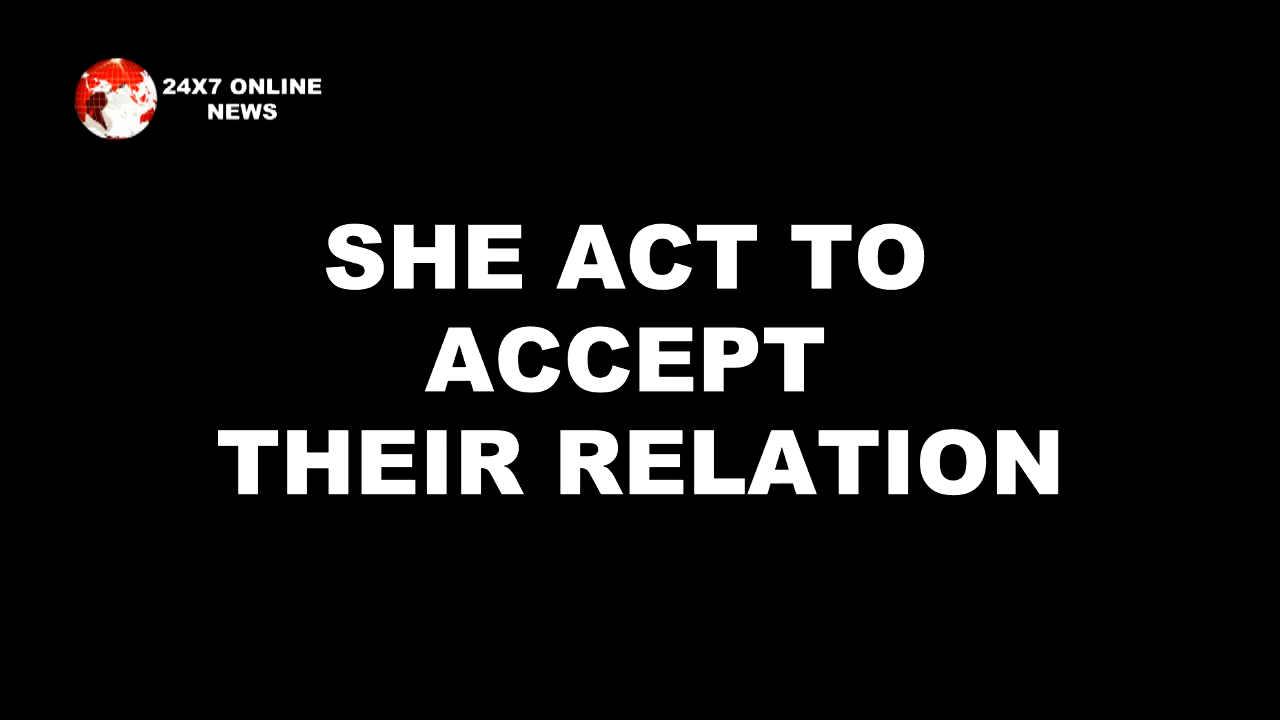 24X7 ONLINE
NEWS
SHE ACT TO
ACCEPT
THEIR RELATION